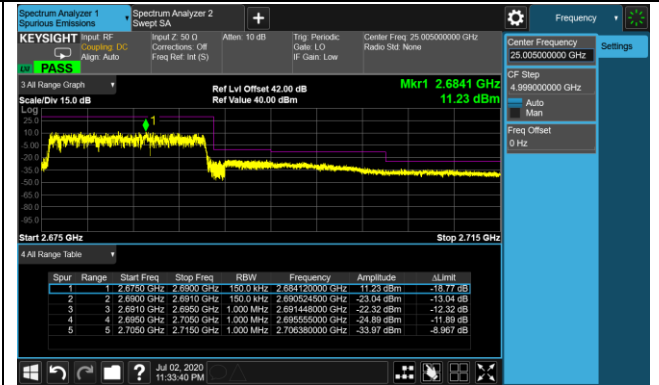 Spectrum Analyzer 1
Spurious Emissions
Spectrum Analyzer 2
Swept SA
Frequency
KEYSIGHT
Input: RF
Coupling: DC
Align: Auto
Input Z: 50 Ω
Corrections: Off
Freq Ref: Int (S)
Atten: 10 dB
Trig: Periodic
Gate: LO
IF Gain: Low
Center Freq: 25.005000000 GHz
Radio Std: None
PASS
Center Frequency
25.005000000 GHz
Settings
CF Step
4.999000000 GHz
Auto
Man
Freq Offset
0 Hz
3 All Range Graph
Ref Lvl Offset 42.00 dB
Mkr1 2.6841 GHz
Scale/Div 15.0 dB
Ref Value 40.00 dBm
11.23 dBm
Log
25.0
10.0
-5.00
-20.0
-35.0
-50.0
-65.0
-80.0
-95.0
1
Start 2.675 GHz
Stop 2.715 GHz
4 All Range Table
Spur Range Start Freq Stop Freq RBW Frequency Amplitude ΔLimit
1 1 2.6750 GHz 2.6900 GHz 150.0 kHz 2.684120000 GHz 11.23 dBm -18.77 dB
2 2 2.6900 GHz 2.6910 GHz 150.0 kHz 2.690524500 GHz -23.04 dBm -13.04 dB
3 3 2.6910 GHz 2.6950 GHz 1.000 MHz 2.691448000 GHz -22.32 dBm -12.32 dB
4 4 2.6950 GHz 2.7050 GHz 1.000 MHz 2.695555000 GHz -24.89 dBm -11.89 dB
5 5 2.7050 GHz 2.7150 GHz 1.000 MHz 2.706380000 GHz -33.97 dBm -8.967 dB
Jul 02, 2020
11:33:40 PM